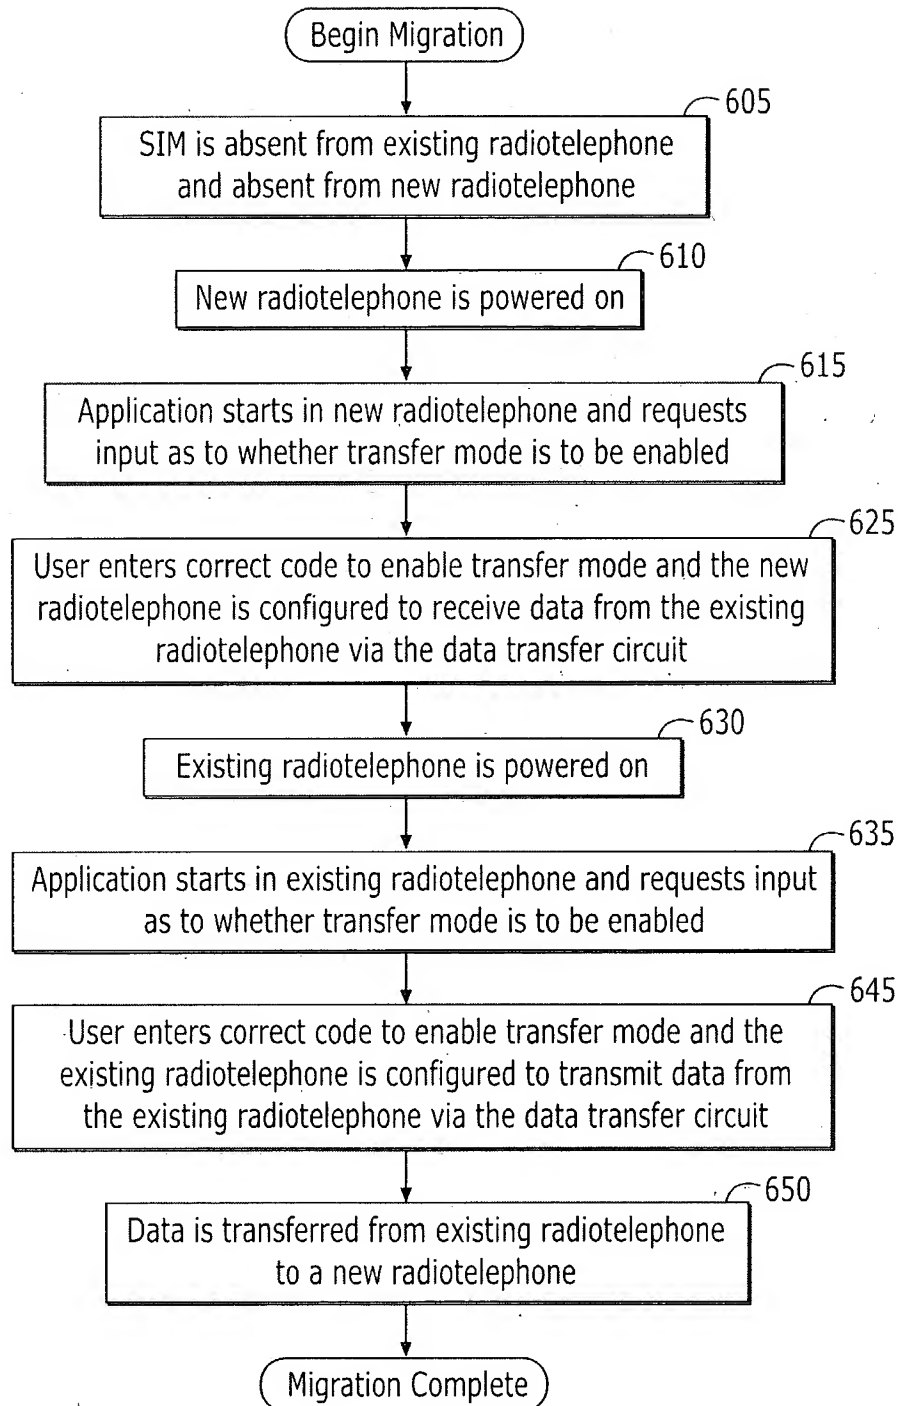 Begin Migration
605
SIM is absent from existing radiotelephone
and absent from new radiotelephone
610
New radiotelephone is powered on
615
Application starts in new radiotelephone and requests
input as to whether transfer mode is to be enabled
625
User enters correct code to enable transfer mode and the new
radiotelephone is configured to receive data from the existing
radiotelephone via the data transfer circuit
630
Existing radiotelephone is powered on
635
Application starts in existing radiotelephone and requests input
as to whether transfer mode is to be enabled
645
User enters correct code to enable transfer mode and the
existing radiotelephone is configured to transmit data from
the existing radiotelephone via the data transfer circuit
650
Data is transferred from existing radiotelephone
to a new radiotelephone
Migration Complete